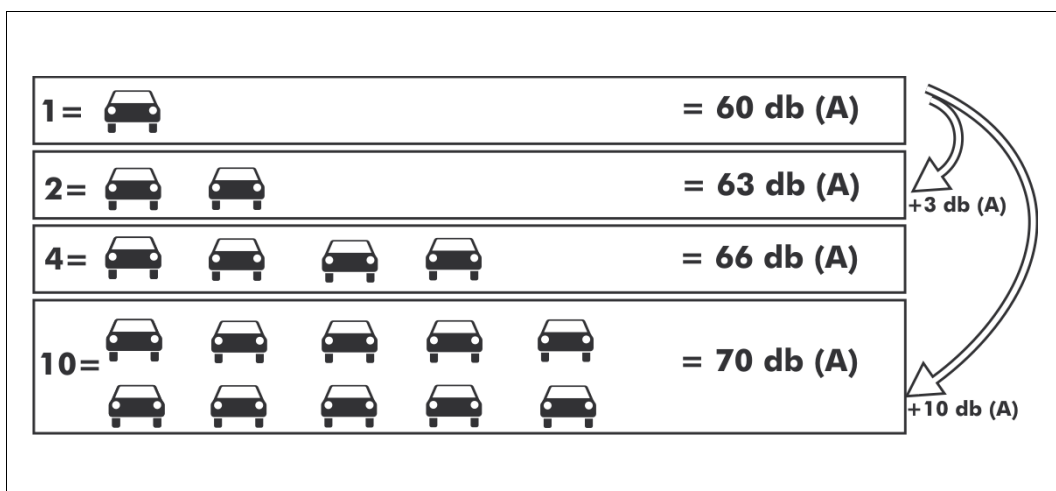 1= = 60 db (A)
2= = 63 db (A)
+3 db (A)
4= = 66 db (A)
10= = 70 db (A)
+10 db (A)